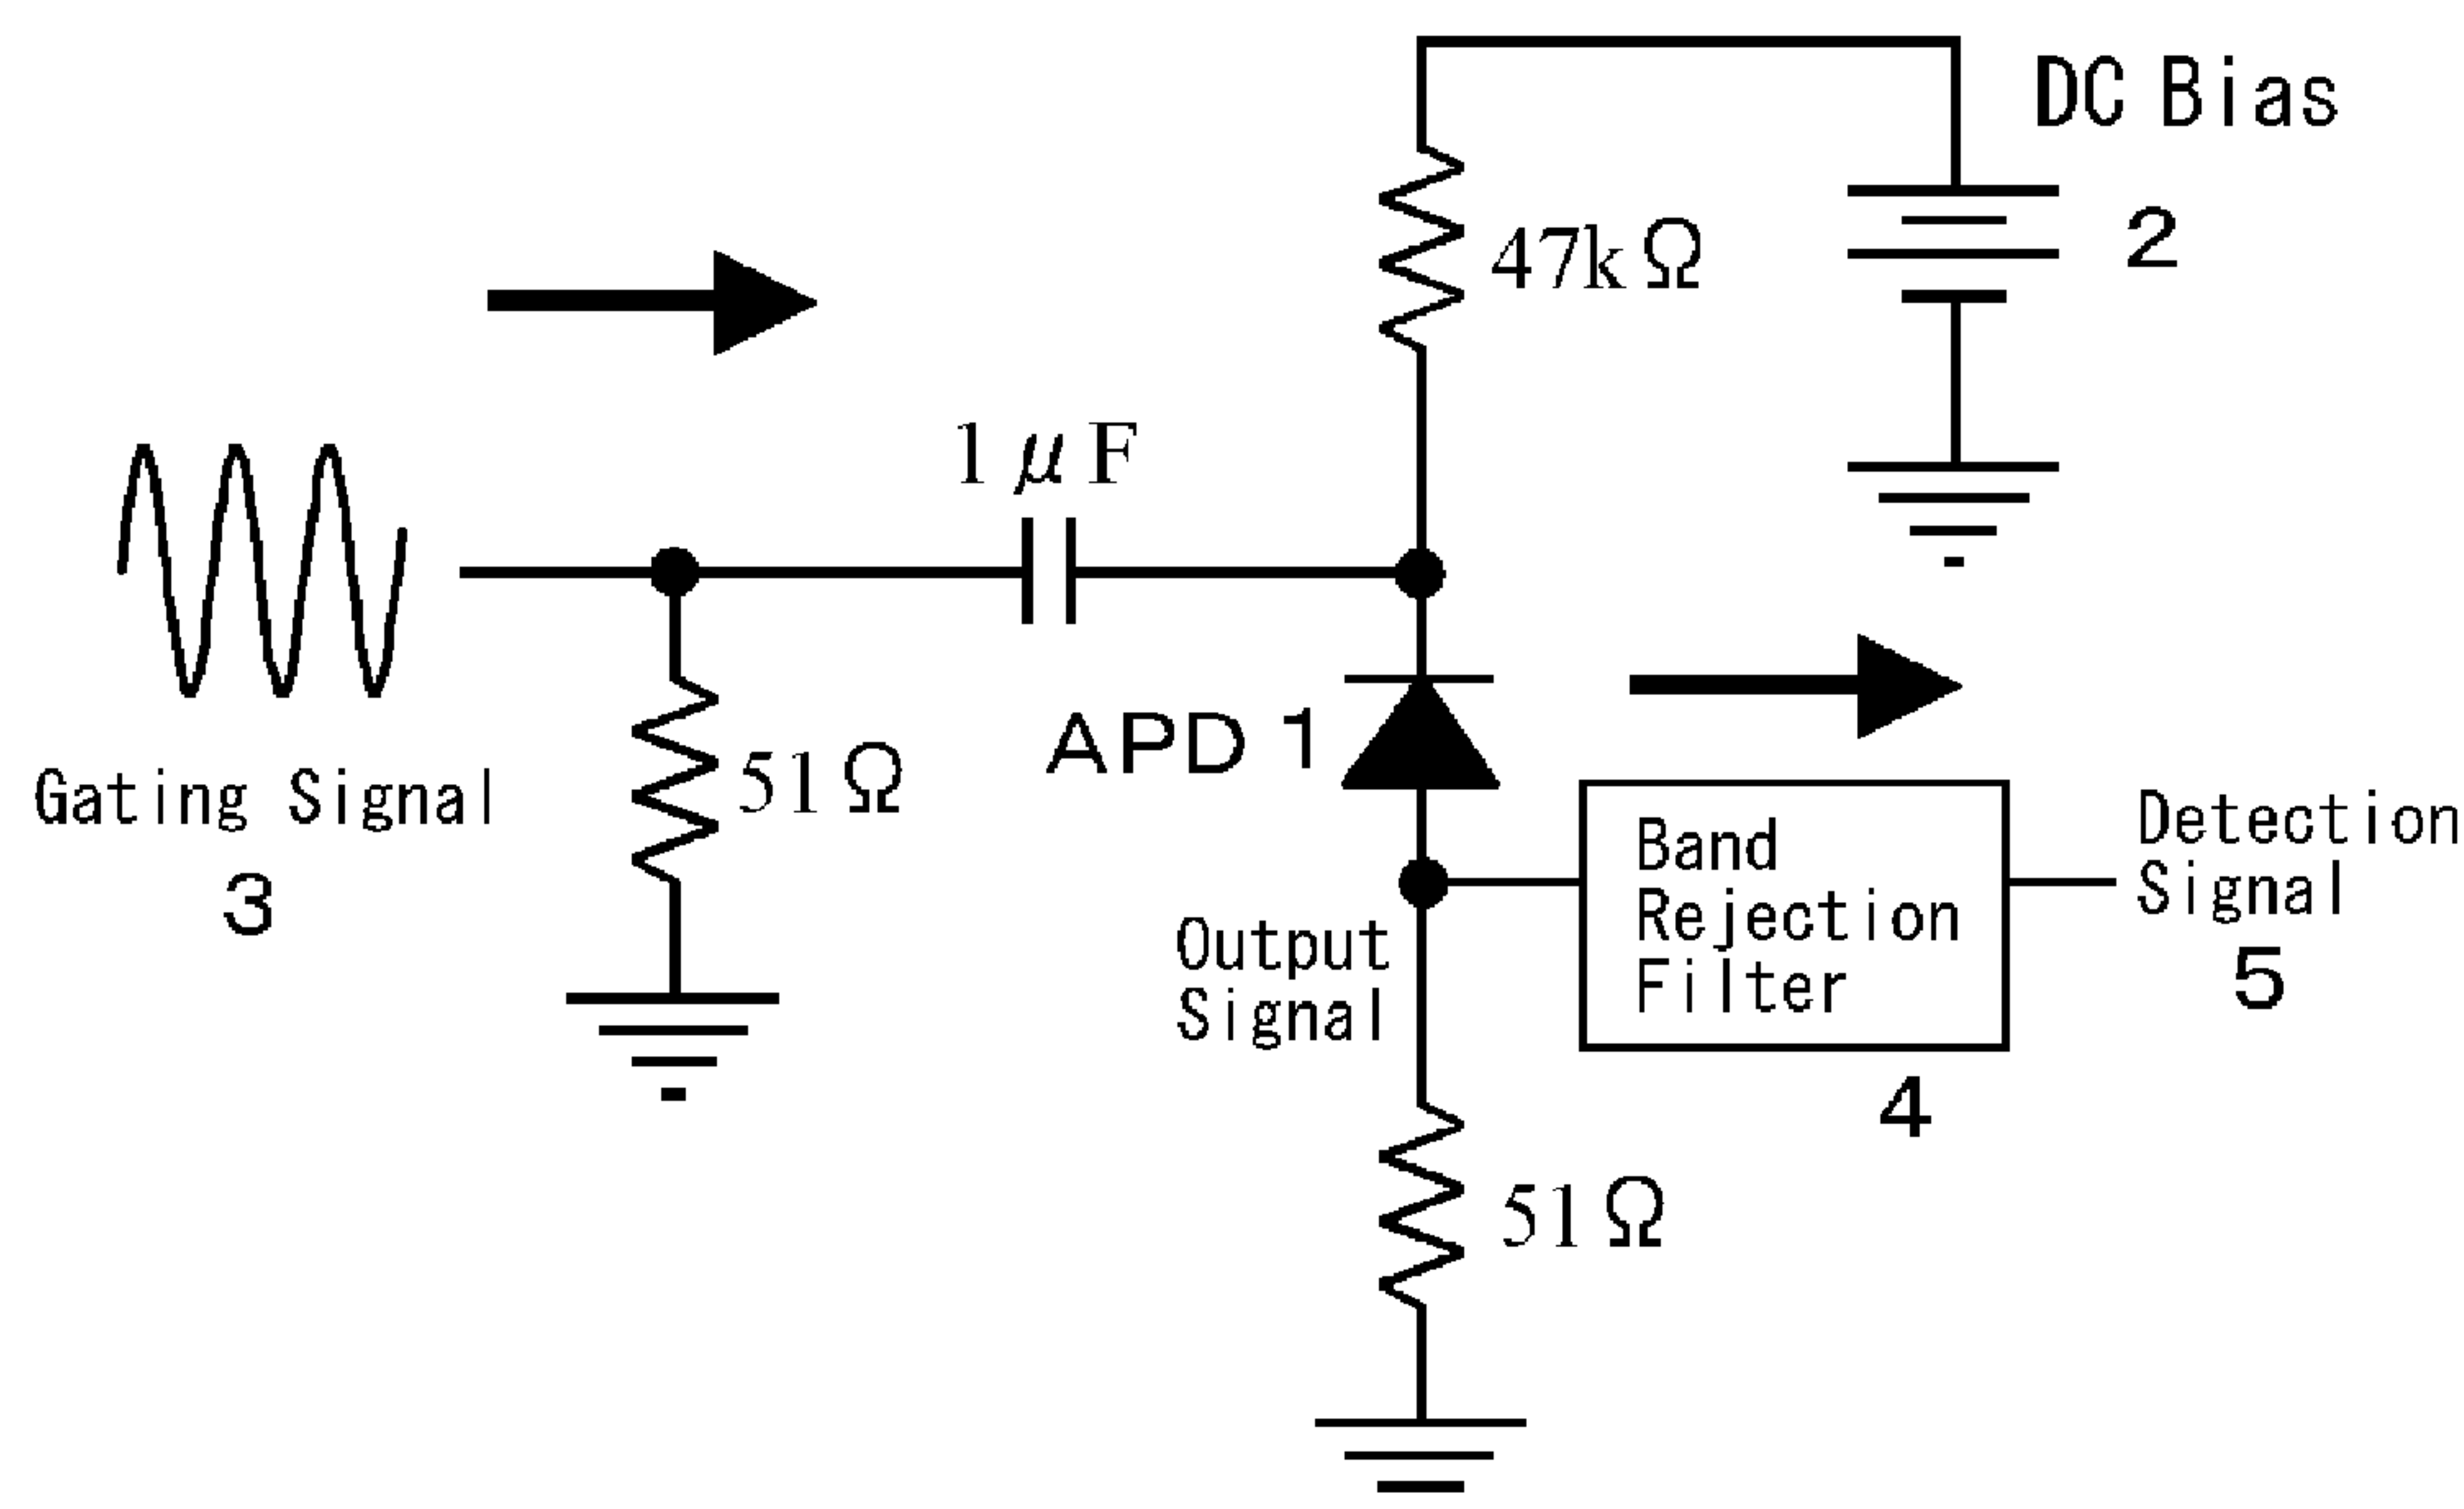 DC Bias
2
47kΩ
1μF
Gating Signal
3
51Ω
APD 1
Output
Signal
Band
Rejection
Filter
4
Detection
Signal
5
51Ω